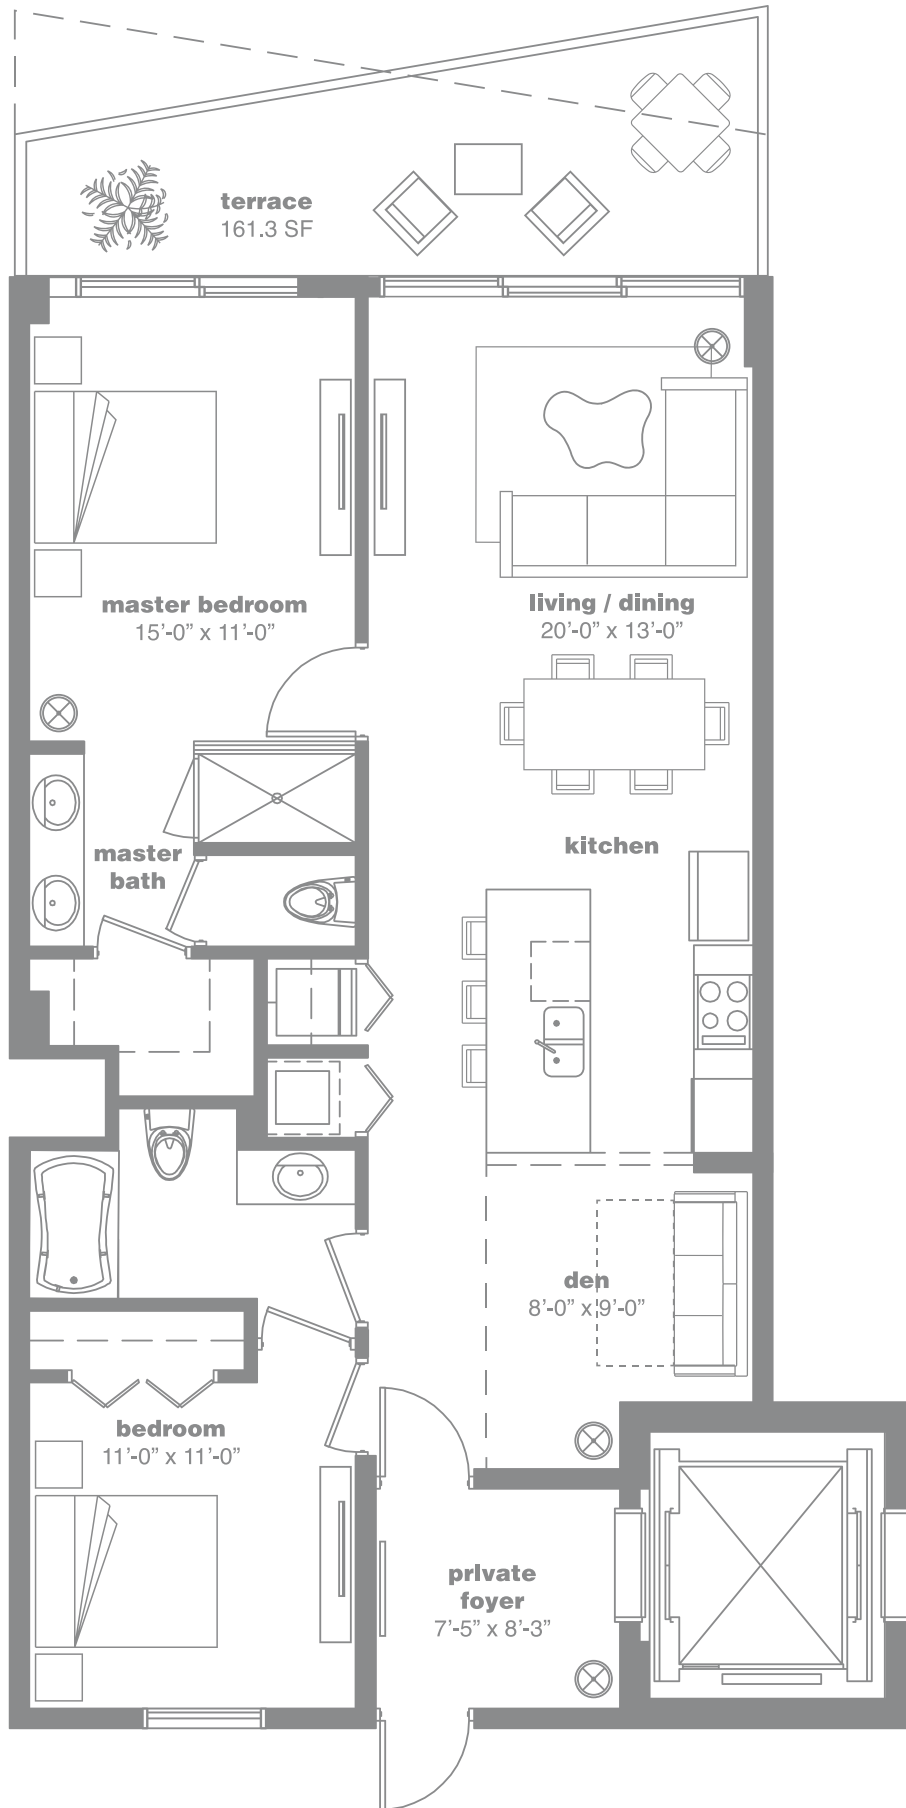 terrace
161.3 SF
master bedroom
15'-0” x 11'-0”
living / dining
20'-0” x 13'-0”
kitchen
master
bath
den
8'-0” x 9'-0”
bedroom
11'-0” x 11'-0”
prIvate
foyer
7'-5” x 8'-3”